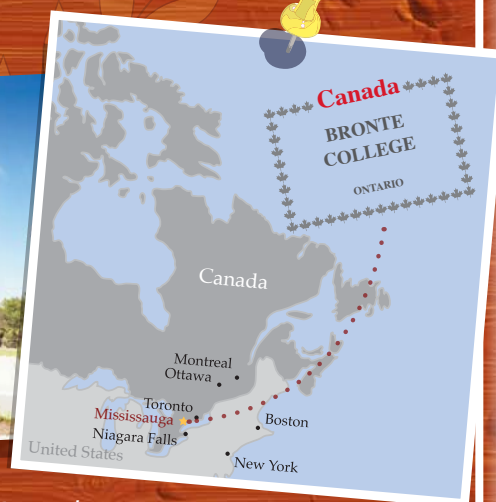 Canada
BRONTE
COLLEGE
ONTARIO
Canada
Montreal
Ottawa
Toronto
Mississauga
Niagara Falls
Boston
United States
New York